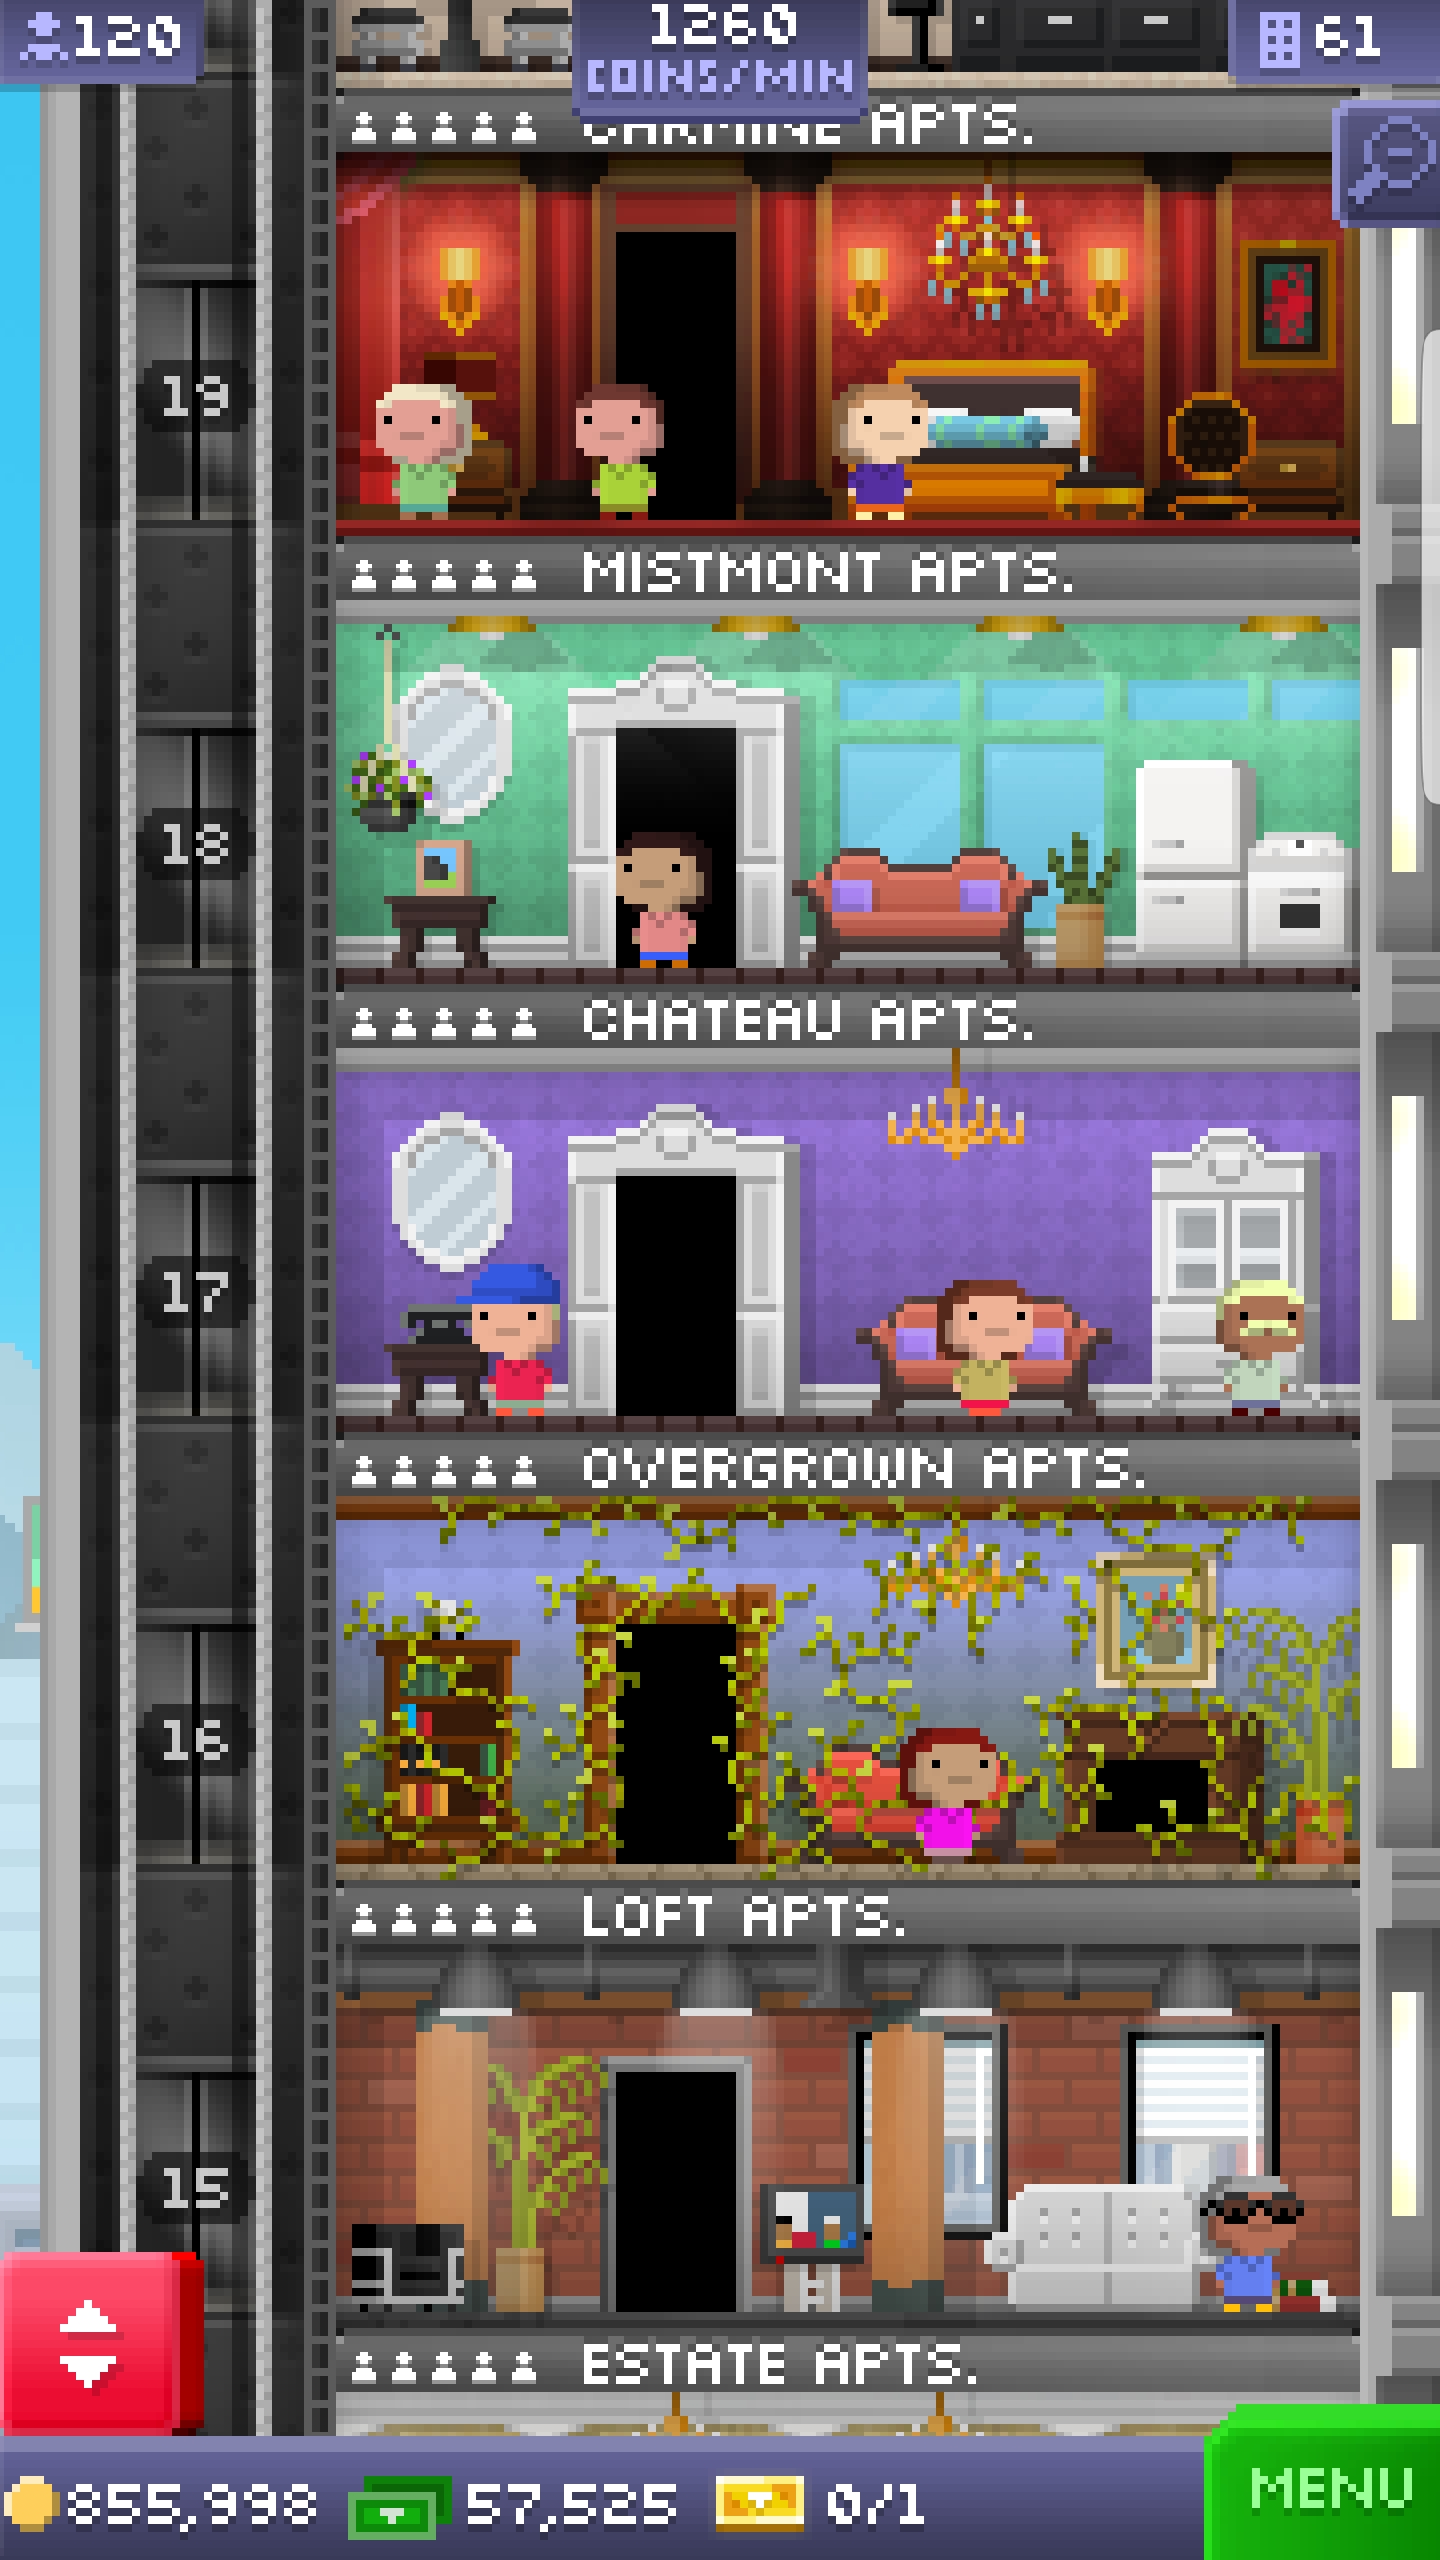 120
1260
COINS/MIN
61
CARMINE APTS.
19
MISTMONT APTS.
18
CHATEAU APTS.
17
OVERGROWN APTS.
16
LOFT APTS.
15
ESTATE APTS.
855,998
57,525
0/1
MENU